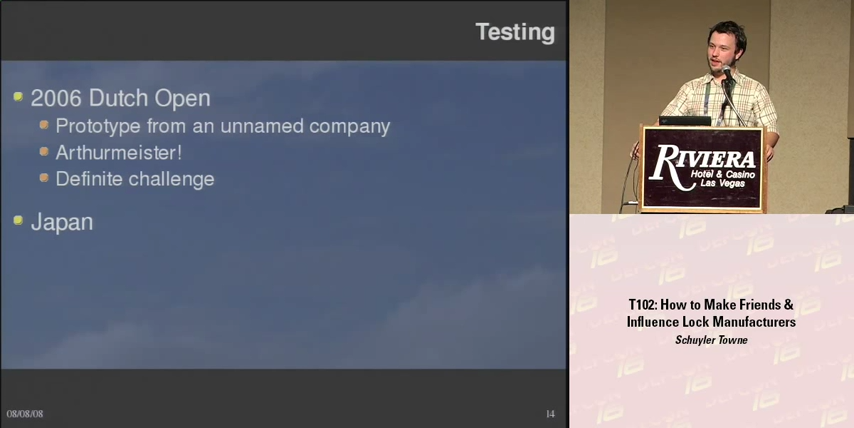 Testing
2006 Dutch Open
Prototype from an unnamed company
Arthurmeister!
Definite challenge
Japan
08/08/08
14
RIVIERA
Hotel & Casino
Las Vegas
T102: How to Make Friends &
Influence Lock Manufacturers
Schuyler Towne